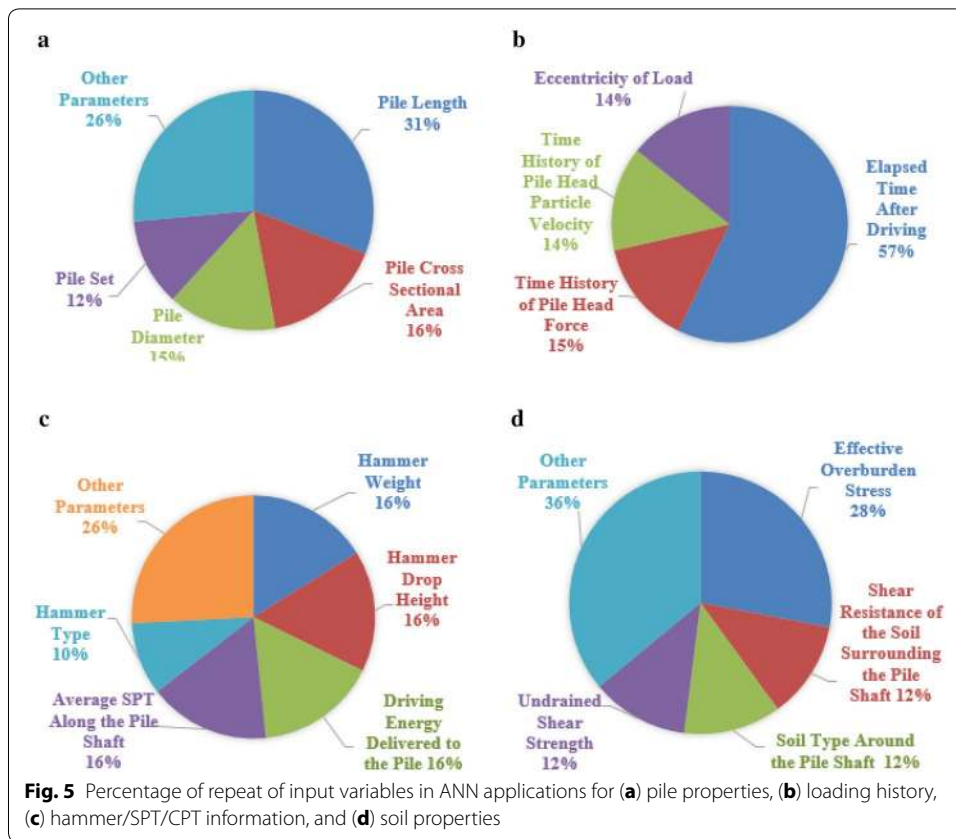 a
Other
Parameters
26%
Pile Length
31%
Pile Set
12%
Pile
Diameter
15%
Pile Cross
Sectional
Area
16%
b
Eccentricity of Load
14%
Time
History of
Pile Head
Particle
Velocity
14%
Elapsed
Time
After
Driving
57%
Time History
of Pile Head
Force
15%
c
Other
Parameters
26%
Hammer
Weight
16%
Hammer
Drop
Height
16%
Hammer
Type
10%
Average SPT
Along the Pile
Shaft
16%
Driving
Energy
Delivered to
the Pile 16%
d
Other
Parameters
36%
Effective
Overburden
Stress
28%
Shear
Resistance of
the Soil
Surrounding
the Pile
Shaft 12%
Undrained
Shear
Strength
12%
Soil Type Around
the Pile Shaft 12%
Fig. 5 Percentage of repeat of input variables in ANN applications for (a) pile properties, (b) loading history,
(c) hammer/SPT/CPT information, and (d) soil properties